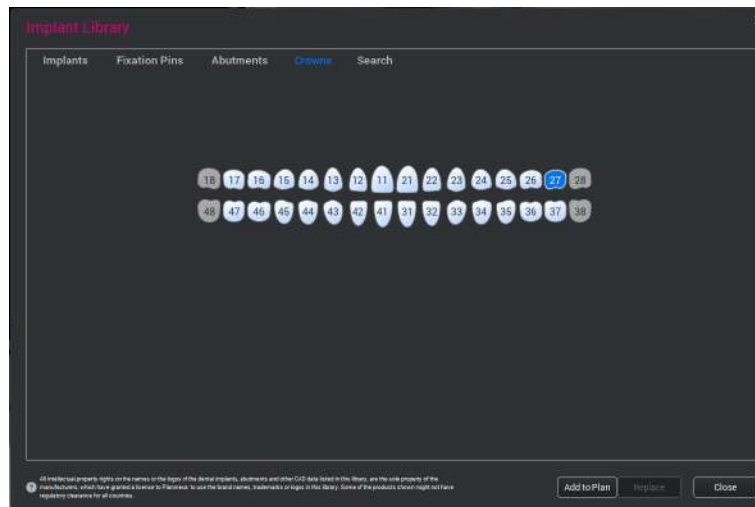 Implant Library
Implants Fixation Pins Abutments Crowns Search
18 17 16 15 14 13 12 11 21 22 23 24 25 26 27 28
48 47 46 45 44 43 42 41 31 32 33 34 35 36 37 38
All intellectual property rights on the names or the logos of the dental implants, abutments and other CAD data listed in this library, are the sole property of the
manufacturers, which have granted a license to Planmeca to use the brand names, trademarks or logos in this library. Some of the products shown might not have
regulatory clearance for all countries.
Add to Plan Replace Close